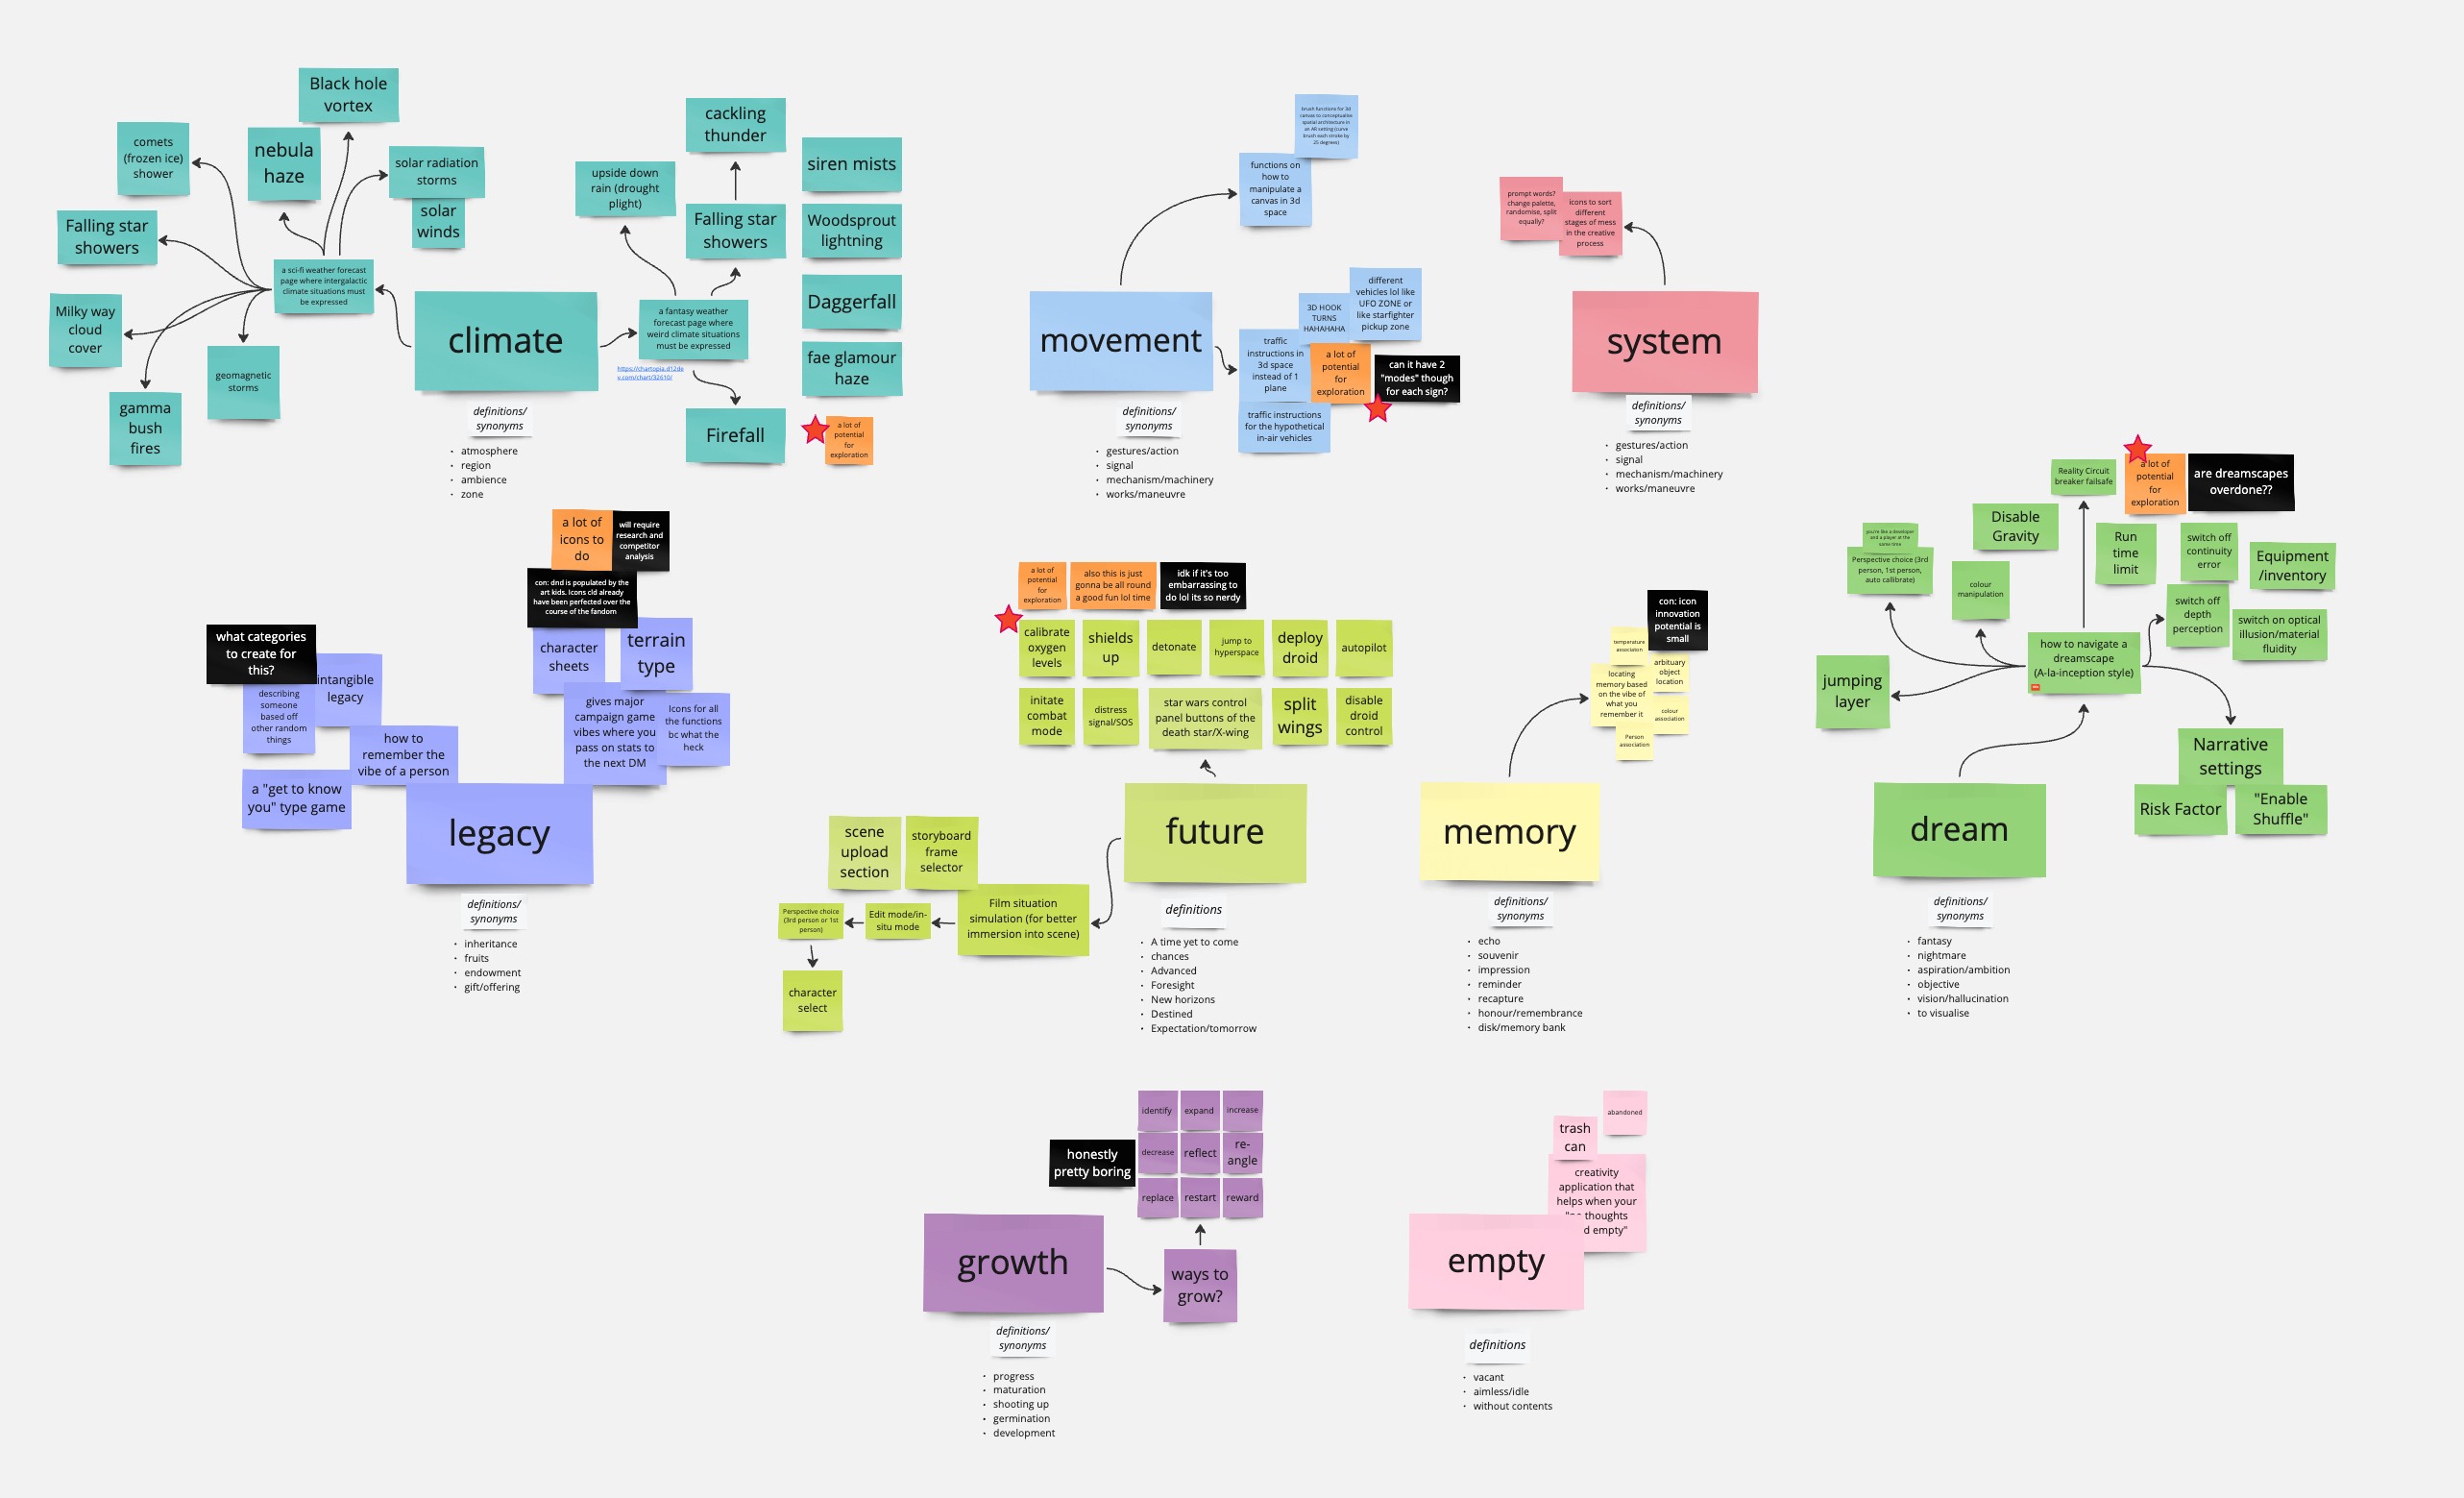 Black hole
vortex
comets
(frozen ice)
shower
nebula
haze
solar radiation
storms
solar
winds
Falling star
showers
a sci-fi weather forecast
page where intergalactic
climate situations must
be expressed
Milky way
cloud
cover
geomagnetic
storms
gamma
bush
fires
climate
definitions/
synonyms
atmosphere
region
ambience
zone
cackling
thunder
upside down
rain (drought
plight)
Falling star
showers
siren mists
Woodsprout
lightning
Daggerfall
fae glamour
haze
a fantasy weather
forecast page where
weird climate situations
must be expressed
https://chartopia.d12de
v.com/chart/32610/
Firefall
a lot of
potential
for
exploration
brush functions for 3d
canvas to conceptualise
spatial architecture in
an AR setting (curve
brush each stroke by
25 degrees)
functions on
how to
manipulate a
canvas in 3d
space
movement
different
vehicles lol like
UFO ZONE or
like starfighter
pickup zone
3D HOOK
TURNS
HAHAHAHA
traffic
instructions in
3d space
instead of 1
plane
a lot of
potential
for
exploration
can it have 2
"modes" though
for each sign?
traffic instructions
for the hypothetical
in-air vehicles
definitions/
synonyms
gestures/action
signal
mechanism/machinery
works/maneuvre
prompt words?
change palette,
randomise, split
equally?
icons to sort
different
stages of mess
in the creative
process
system
definitions/
synonyms
gestures/action
signal
mechanism/machinery
works/maneuvre
a lot of
icons to
do
will require
research and
competitor
analysis
con: dnd is populated by the
art kids. Icons cld already
have been perfected over the
course of the fandom
what categories
to create for
this?
intangible
legacy
describing
someone
based off
other random
things
how to
remember the
vibe of a person
a "get to know
you" type game
character
sheets
terrain
type
gives major
campaign game
vibes where you
pass on stats to
the next DM
Icons for all
the functions
bc what the
heck
legacy
definitions/
synonyms
inheritance
fruits
endowment
gift/offering
a lot of
potential
for
exploration
also this is just
gonna be all round
a good fun lol time
idk if it's too
embarrassing to
do lol its so nerdy
calibrate
oxygen
levels
shields
up
detonate
jump to
hyperspace
deploy
droid
autopilot
initate
combat
mode
distress
signal/SOS
star wars control
panel buttons of the
death star/X-wing
split
wings
disable
droid
control
future
scene
upload
section
storyboard
frame
selector
Film situation
simulation (for better
immersion into scene)
Edit mode/in-
situ mode
Perspective choice
(3rd person or 1st
person)
character
select
definitions
A time yet to come
chances
Advanced
Foresight
New horizons
Destined
Expectation/tomorrow
con: icon
innovation
potential is
small
temperature
association
arbituary
object
location
locating
memory based
on the vibe of
what you
remember it
colour
association
Person
association
memory
definitions/
synonyms
echo
souvenir
impression
reminder
recapture
honour/remembrance
disk/memory bank
Reality Circuit
breaker failsafe
a lot of
potential
for
exploration
are dreamscapes
overdone??
Disable
Gravity
you're like a developer
and a player at the
same time
Perspective choice (3rd
person, 1st person,
auto callibrate)
colour
manipulation
Run
time
limit
switch off
continuity
error
Equipment
/inventory
switch off
depth
perception
switch on optical
illusion/material
fluidity
how to navigate a
dreamscape
(A-la-inception style)
jumping
layer
Narrative
settings
Risk Factor
"Enable
Shuffle"
dream
definitions/
synonyms
fantasy
nightmare
aspiration/ambition
objective
vision/hallucination
to visualise
identify
expand
increase
decrease
reflect
re-
angle
replace
restart
reward
honestly
pretty boring
growth
ways to
grow?
definitions/
synonyms
progress
maturation
shooting up
germination
development
abandoned
trash
can
creativity
application that
helps when your
thoughts
empty"
empty
definitions
vacant
aimless/idle
without contents